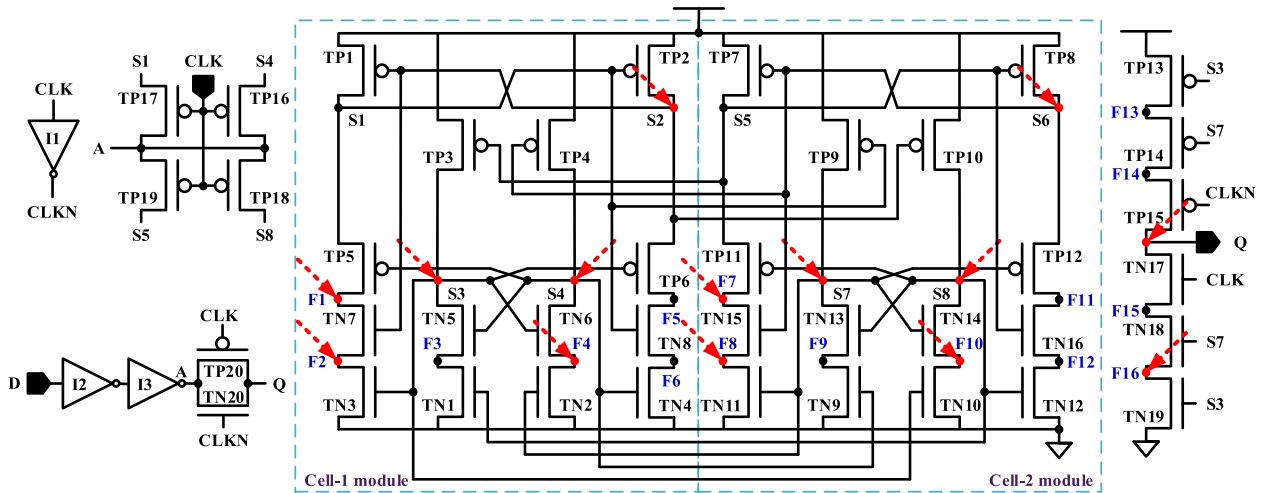 TP1
TP2
TP7
TP8
S1
CLK
S4
TP13
S3
CLK
TP17
TP16
F13
S1
S2
S5
S6
I1
A
TP3
TP4
TP9
TP10
TP14
S7
F14
CLKN
TP19
TP18
CLKN
S5
S8
TP15
Q
TP5
TP6
TP11
TP12
TN17
CLK
F1
S3
S4
F5
F7
S7
S8
F11
F15
TN7
TN5
TN6
TN8
TN15
TN13
TN14
TN16
TN18
S7
CLK
F2
F3
F4
F6
F8
F9
F10
F12
F16
D
I2
I3
A
TP20
TN20
Q
TN3
TN1
TN2
TN4
TN11
TN9
TN10
TN12
TN19
S3
CLKN
Cell-1 module
Cell-2 module